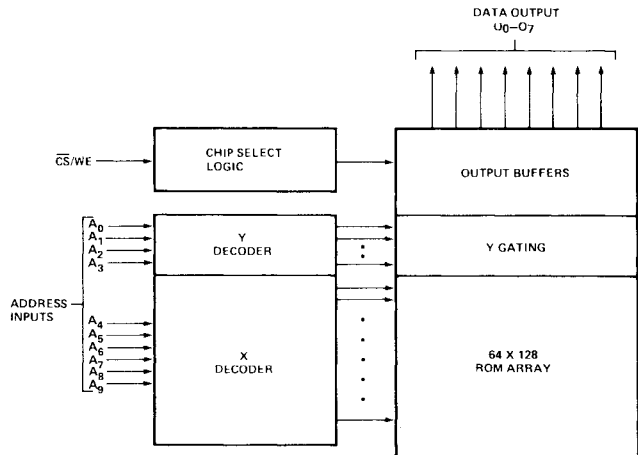 DATA OUTPUT
O₀–O₇
C̅S̅/WE
CHIP SELECT
LOGIC
OUTPUT BUFFERS
A₀
A₁
A₂
A₃
Y
DECODER
Y GATING
ADDRESS
INPUTS
A₄
A₅
A₆
A₇
A₈
A₉
X
DECODER
64 X 128
ROM ARRAY